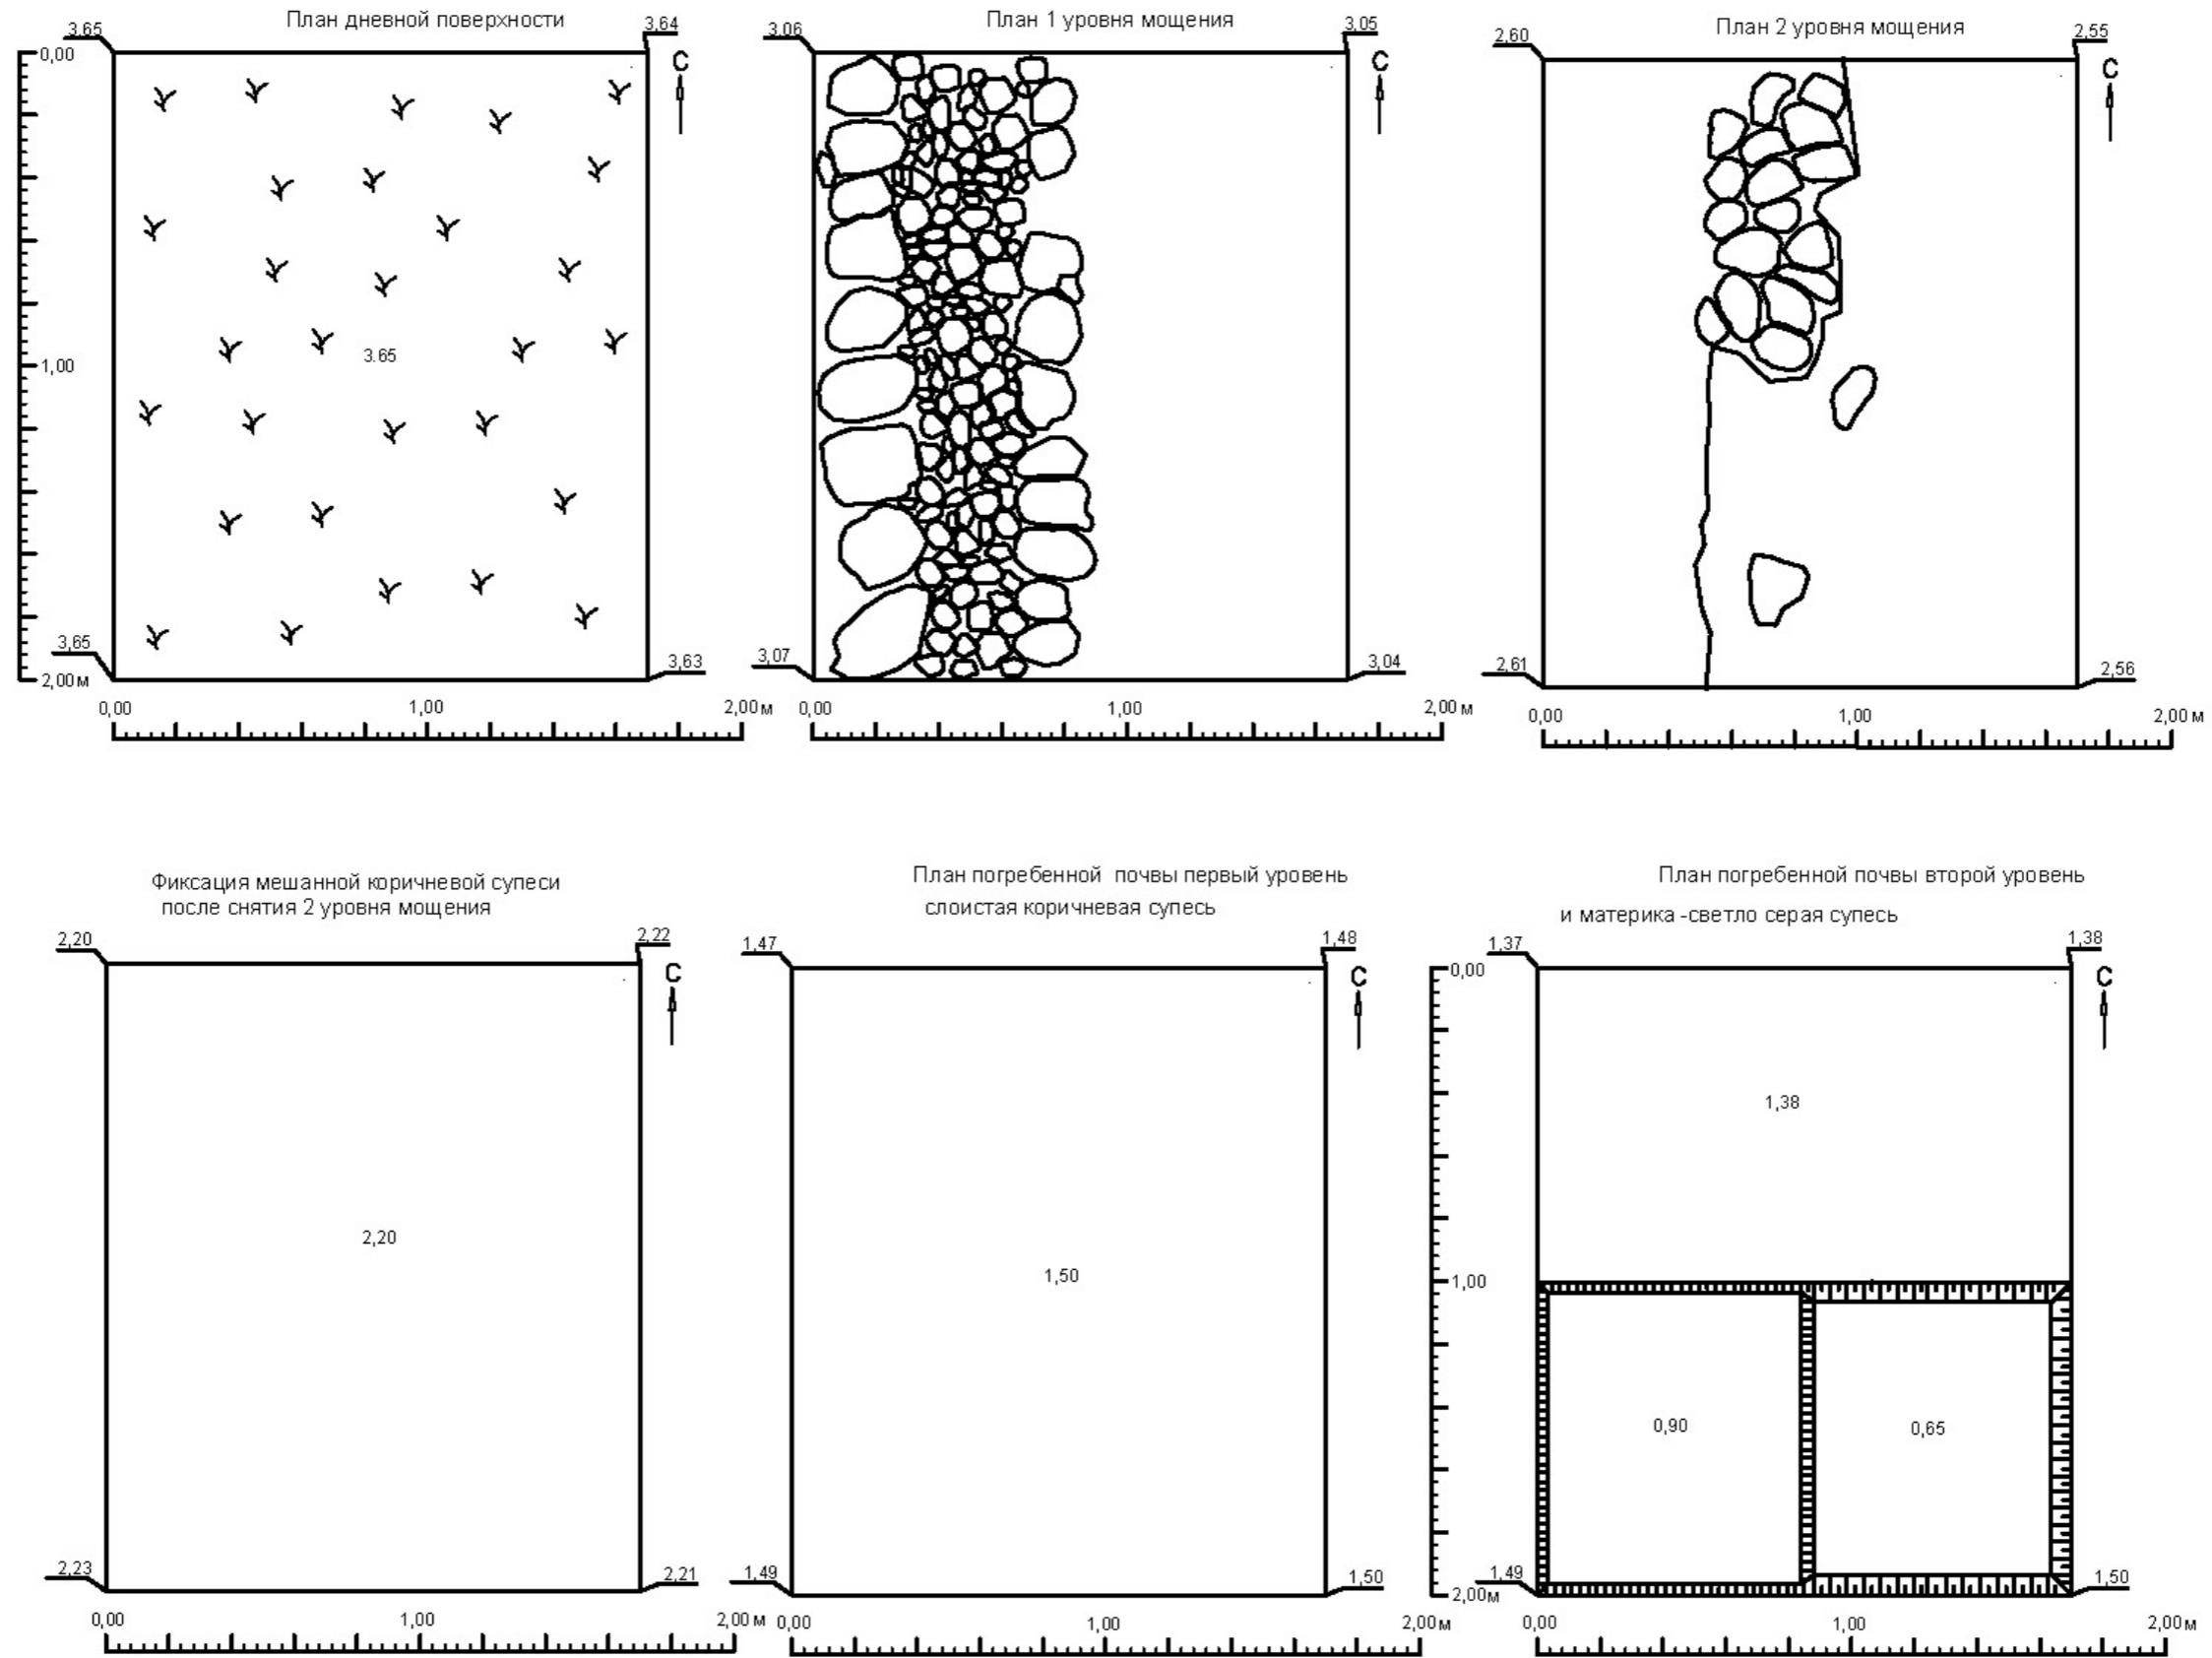 План дневной поверхности
3.65
3,64
С
0,00
1,00
2,00м
3.65
3,65
3,63
0,00
1,00
2,00м
План 1 уровня мощения
3.06
3.05
С
3,07
3,04
0,00
1,00
2,00м
План 2 уровня мощения
2,60
2,55
С
2,61
2,56
0,00
1,00
2,00м
Фиксация мешанной коричневой супеси
после снятия 2 уровня мощения
2,20
2,22
С
2,20
2,23
2,21
0,00
1,00
2,00м
План погребенной почвы первый уровень
слоистая коричневая супесь
1,47
1,48
С
1,50
1,49
1,50
0,00
1,00
2,00м
План погребенной почвы второй уровень
и материка -светло серая супесь
1,37
1,38
С
0,00
1,00
2,00м
1,38
0,90
0,65
1,49
1,50
0,00
1,00
2,00м